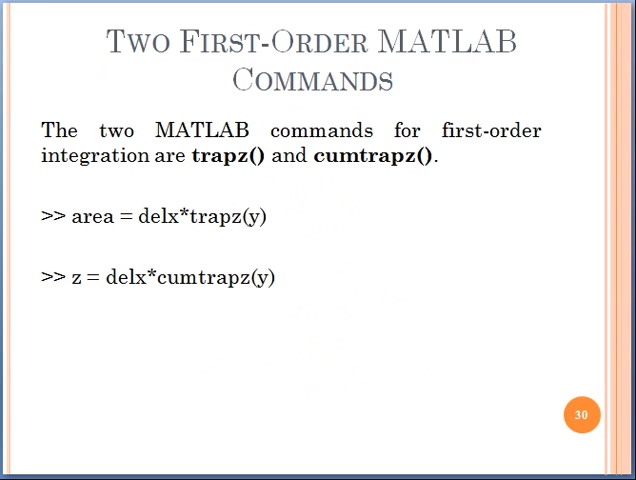 TWO FIRST-ORDER MATLAB
COMMANDS
The two MATLAB commands for first-order
integration are trapz() and cumtrapz().
>> area = delx*trapz(y)
>> z = delx*cumtrapz(y)
30